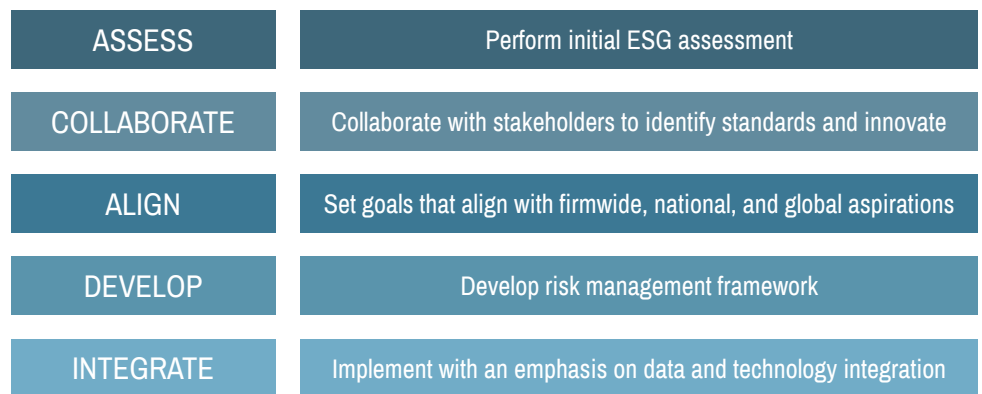 ASSESS
Perform initial ESG assessment
COLLABORATE
Collaborate with stakeholders to identify standards and innovate
ALIGN
Set goals that align with firmwide, national, and global aspirations
DEVELOP
Develop risk management framework
INTEGRATE
Implement with an emphasis on data and technology integration